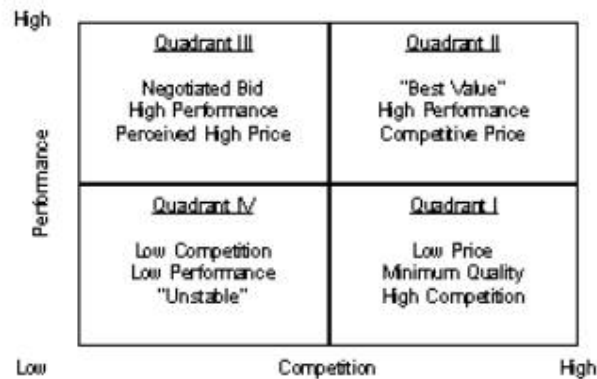 High
Quadrant III
Negotiated Bid
High Performance
Perceived High Price
Quadrant II
"Best Value"
High Performance
Competitive Price
Performance
Quadrant IV
Low Competition
Low Performance
"Unstable"
Quadrant I
Low Price
Minimum Quality
High Competition
Low
Competition
High